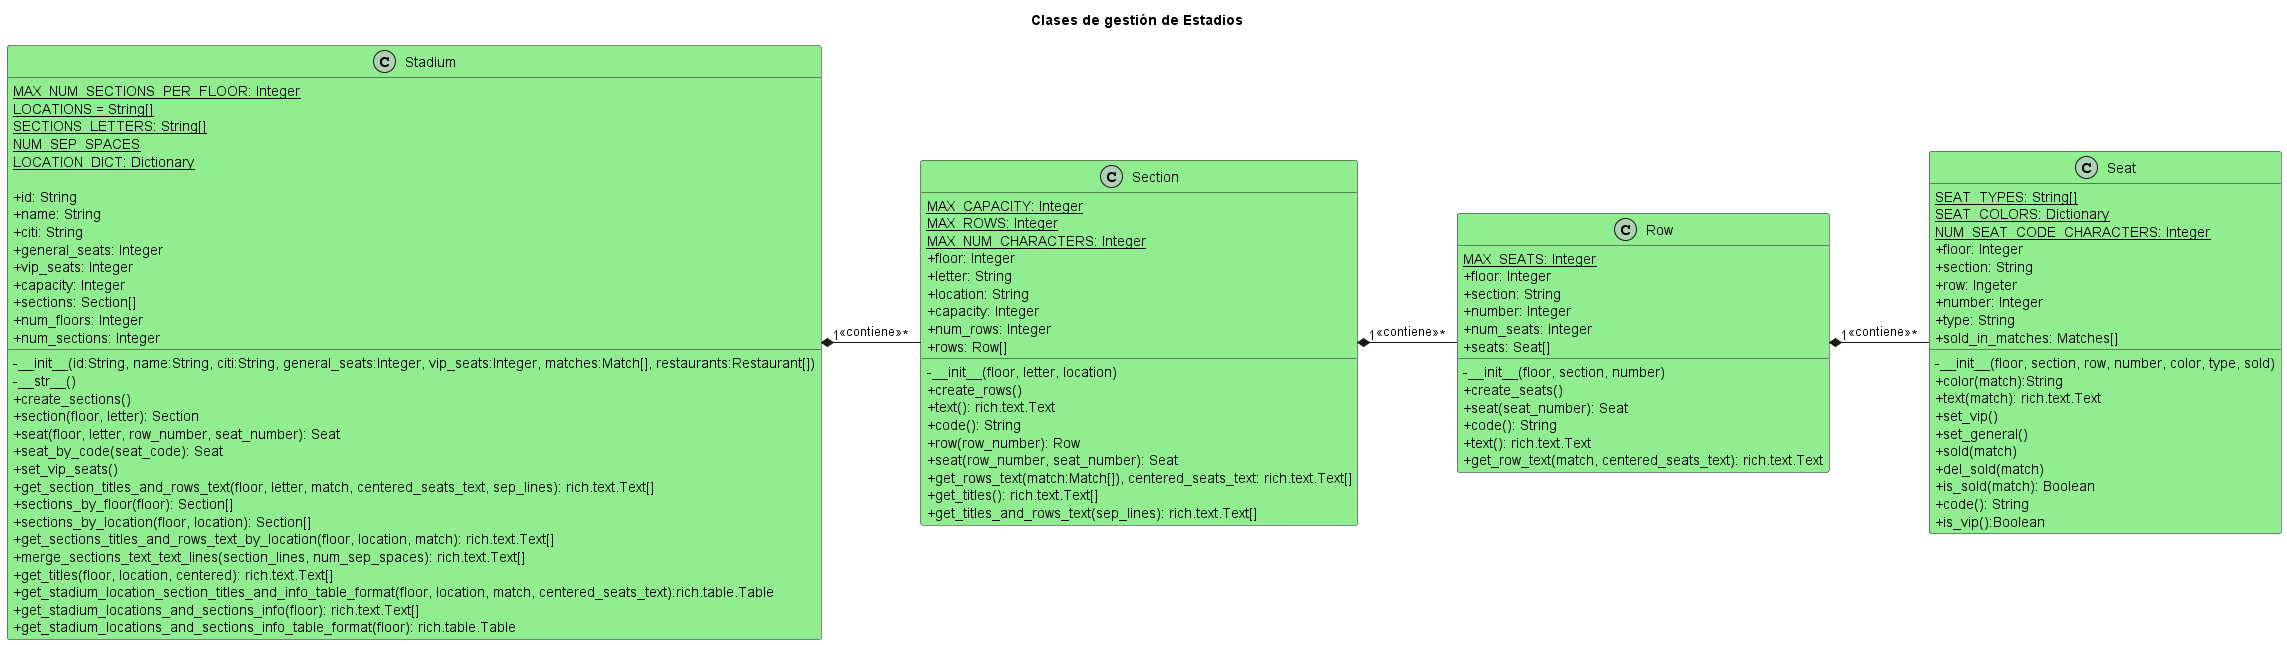 Clases de gestión de Estadios
C Stadium
MAX_NUM_SECTIONS_PER_FLOOR: Integer
LOCATIONS = String[]
SECTIONS_LETTERS: String[]
NUM_SEP_SPACES
LOCATION_DICT: Dictionary
+id: String
+name: String
+citi: String
+general_seats: Integer
+vip_seats: Integer
+capacity: Integer
+sections: Section[]
+num_floors: Integer
+num_sections: Integer
-__init__(id:String, name:String, citi:String, general_seats:Integer, vip_seats:Integer, matches:Match[], restaurants:Restaurant[])
-__str__()
+create_sections()
+section(floor, letter): Section
+seat(floor, letter, row_number, seat_number): Seat
+seat_by_code(seat_code): Seat
+set_vip_seats()
+get_section_titles_and_rows_text(floor, letter, match, centered_seats_text, sep_lines): rich.text.Text[]
+sections_by_floor(floor): Section[]
+sections_by_location(floor, location): Section[]
+get_sections_titles_and_rows_text_by_location(floor, location, match): rich.text.Text[]
+merge_sections_text_text_lines(section_lines, num_sep_spaces): rich.text.Text[]
+get_titles(floor, location, centered): rich.text.Text[]
+get_stadium_location_section_titles_and_info_table_format(floor, location, match, centered_seats_text):rich.table.Table
+get_stadium_locations_and_sections_info(floor): rich.text.Text[]
+get_stadium_locations_and_sections_info_table_format(floor): rich.table.Table
1 «contiene» *
C Section
MAX_CAPACITY: Integer
MAX_ROWS: Integer
MAX_NUM_CHARACTERS: Integer
+floor: Integer
+letter: String
+location: String
+capacity: Integer
+num_rows: Integer
+rows: Row[]
-__init__(floor, letter, location)
+create_rows()
+text(): rich.text.Text
+code(): String
+row(row_number): Row
+seat(row_number, seat_number): Seat
+get_rows_text(match:Match[]), centered_seats_text: rich.text.Text[]
+get_titles(): rich.text.Text[]
+get_titles_and_rows_text(sep_lines): rich.text.Text[]
1 «contiene» *
C Row
MAX_SEATS: Integer
+floor: Integer
+section: String
+number: Integer
+num_seats: Integer
+seats: Seat[]
-__init__(floor, section, number)
+create_seats()
+seat(seat_number): Seat
+code(): String
+text(): rich.text.Text
+get_row_text(match, centered_seats_text): rich.text.Text
1 «contiene» *
C Seat
SEAT_TYPES: String[]
SEAT_COLORS: Dictionary
NUM_SEAT_CODE_CHARACTERS: Integer
+floor: Integer
+section: String
+row: Ingeter
+number: Integer
+type: String
+sold_in_matches: Matches[]
-__init__(floor, section, row, number, color, type, sold)
+color(match):String
+text(match): rich.text.Text
+set_vip()
+set_general()
+sold(match)
+del_sold(match)
+is_sold(match): Boolean
+code(): String
+is_vip():Boolean